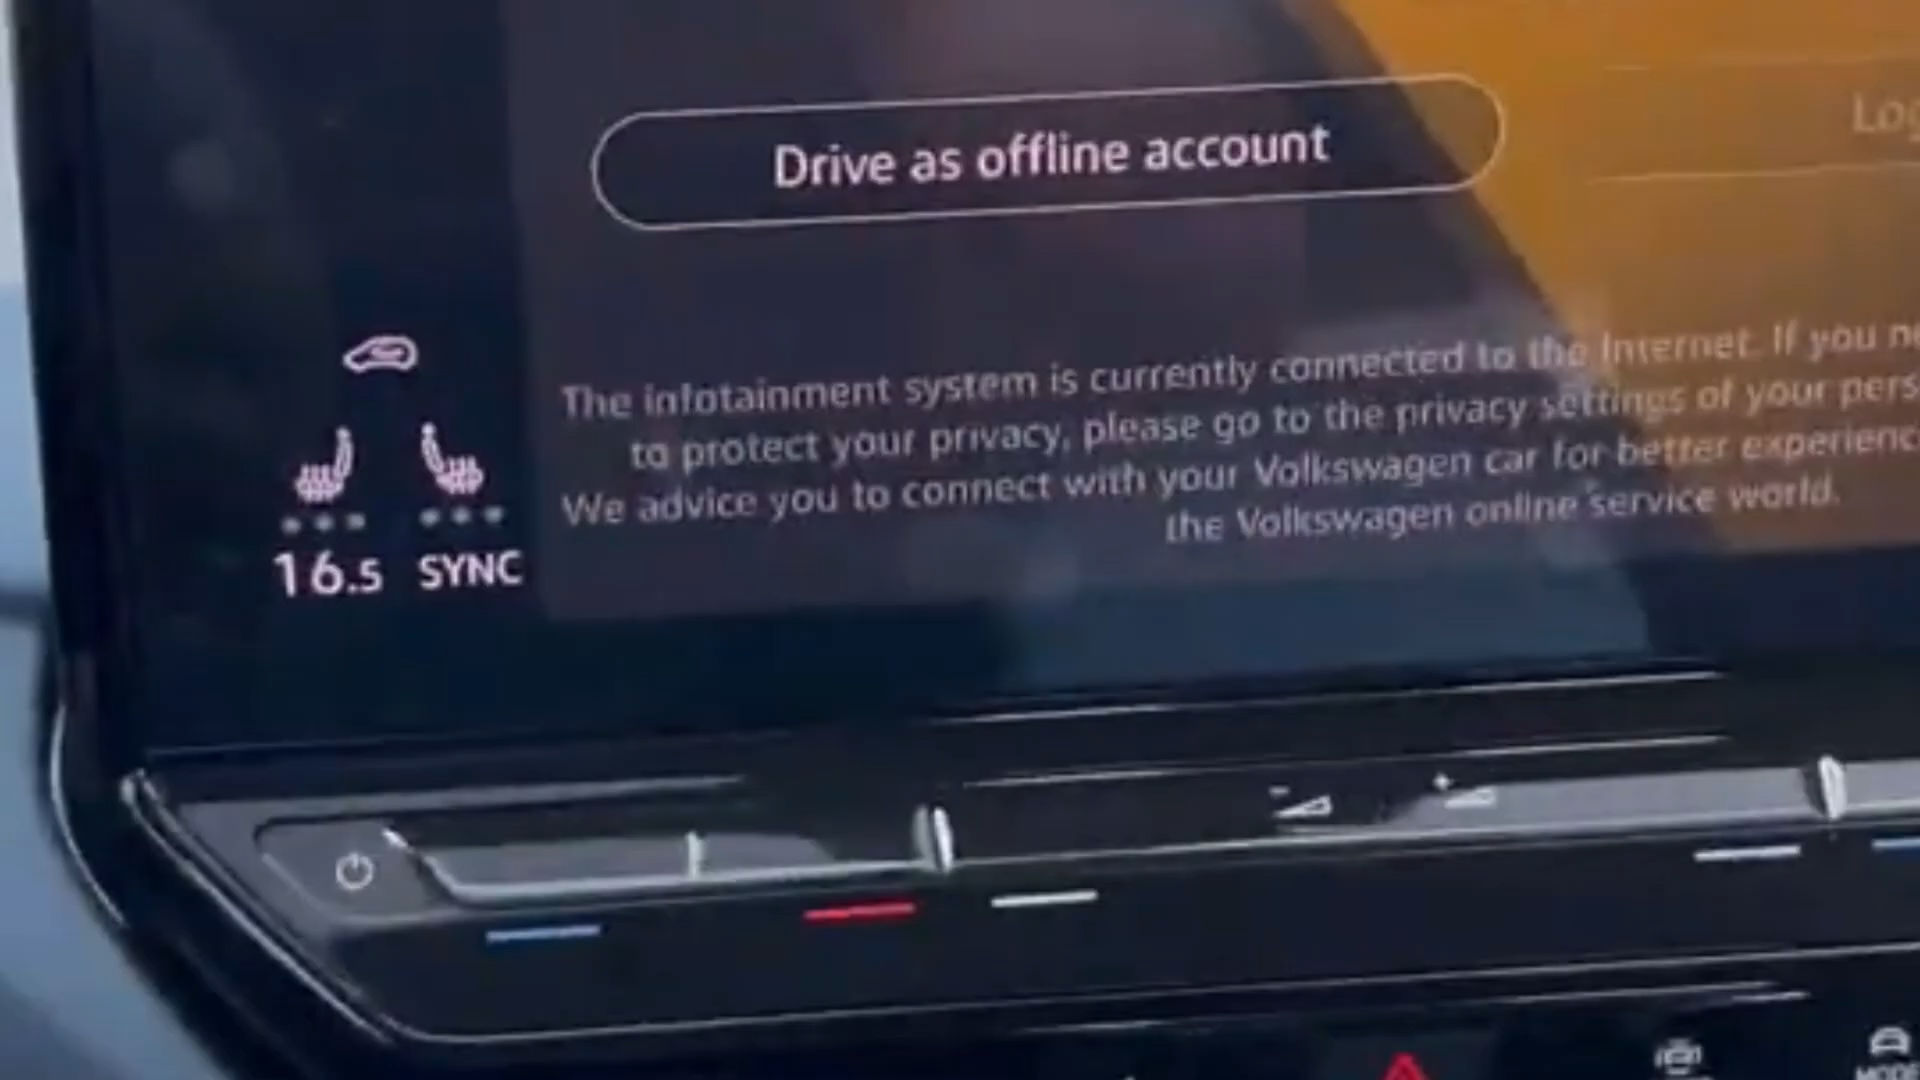 Drive as offline account
Log
The infotainment system is currently connected to the Internet. If you
to protect your privacy, please go to the privacy settings of your pers
We advice you to connect with your Volkswagen car for better experienc
the Volkswagen online service world.
16.5 SYNC
MODE